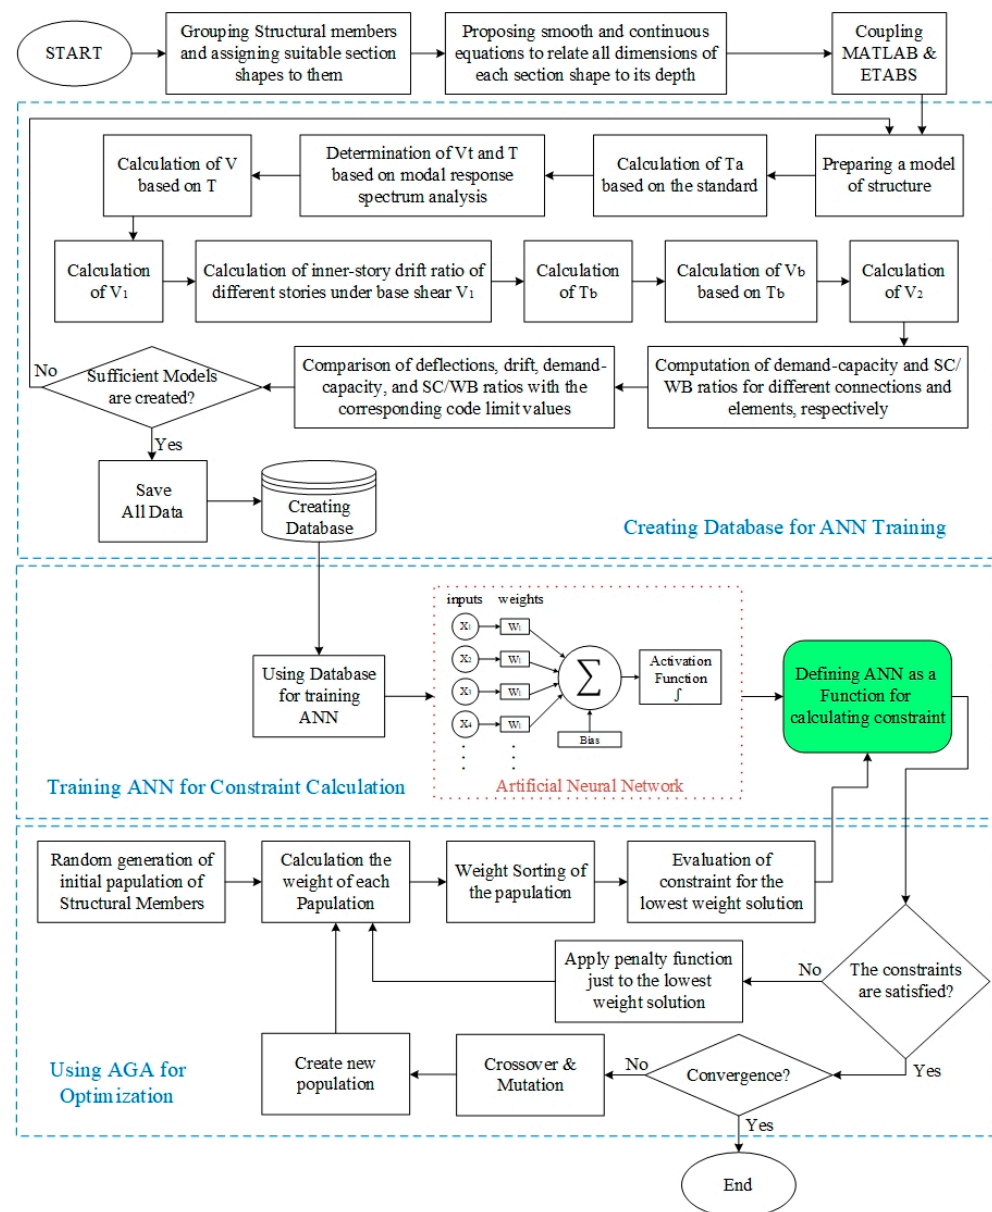 START
Grouping Structural members
and assigning suitable section
shapes to them
Proposing smooth and continuous
equations to relate all dimensions of
each section shape to its depth
Coupling
MATLAB &
ETABS
Calculation of V
based on T
Determination of Vt and T
based on modal response
spectrum analysis
Calculation of Ta
based on the standard
Preparing a model
of structure
Calculation
of V₁
Calculation of inner-story drift ratio of
different stories under base shear V₁
Calculation
of Tb
Calculation of Vb
based on Tb
Calculation
of V₂
No
Sufficient Models
are created?
Comparison of deflections, drift, demand-
capacity, and SC/WB ratios with the
corresponding code limit values
Computation of demand-capacity and SC/
WB ratios for different connections and
elements, respectively
Yes
Save
All Data
Creating
Database
Creating Database for ANN Training
Using Database
for training
ANN
inputs weights
X₁ W₁
X₂ W₁
X₃ W₁
X₄ W₁
Σ
Activation
Function
∫
Bias
Artificial Neural Network
Defining ANN as a
Function for
calculating constraint
Training ANN for Constraint Calculation
Random generation of
initial papulation of
Structural Members
Calculation the
weight of each
Papulation
Weight Sorting of
the papulation
Evaluation of
constraint for the
lowest weight solution
Apply penalty function
just to the lowest
weight solution
No
The constraints
are satisfied?
Yes
Using AGA for
Optimization
Create new
population
Crossover &
Mutation
No
Convergence?
Yes
End